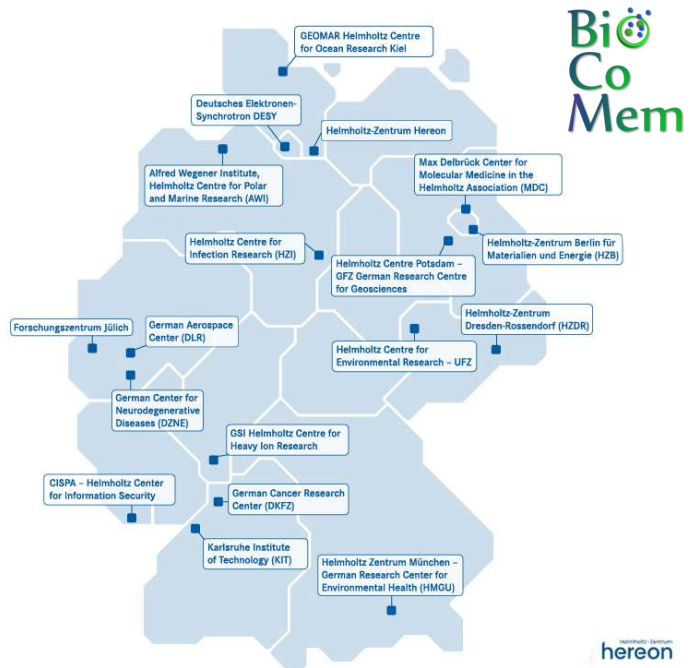 Bio
Co
Mem
GEOMAR Helmholtz Centre
for Ocean Research Kiel
Deutsches Elektronen-
Synchrotron DESY
Helmholtz-Zentrum Hereon
Alfred Wegener Institute,
Helmholtz Centre for Polar
and Marine Research (AWI)
Max Delbrück Center for
Molecular Medicine in the
Helmholtz Association (MDC)
Helmholtz Centre for
Infection Research (HZI)
Helmholtz-Zentrum Berlin für
Materialien und Energie (HZB)
Helmholtz Centre Potsdam –
GFZ German Research Centre
for Geosciences
Forschungszentrum Jülich
German Aerospace
Center (DLR)
Helmholtz-Zentrum
Dresden-Rossendorf (HZDR)
Helmholtz Centre for
Environmental Research – UFZ
German Center for
Neurodegenerative
Diseases (DZNE)
GSI Helmholtz Centre for
Heavy Ion Research
CISPA – Helmholtz Center
for Information Security
German Cancer Research
Center (DKFZ)
Karlsruhe Institute
of Technology (KIT)
Helmholtz Zentrum München –
German Research Center for
Environmental Health (HMGU)
Helmholtz-Zentrum
hereon